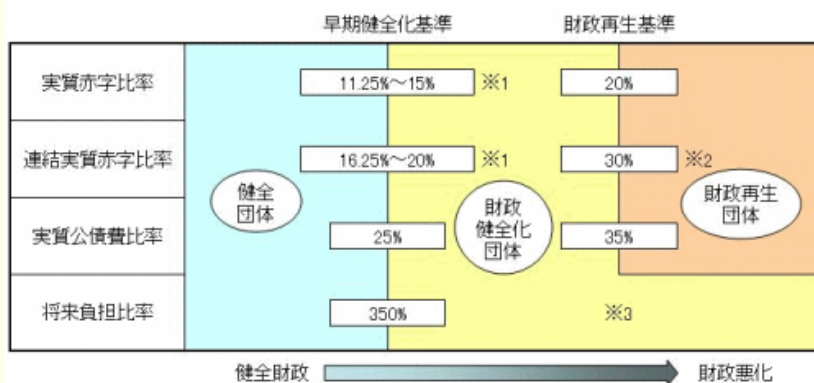 早期健全化基準 財政再生基準
実質赤字比率 11.25%～15% ※1 20%
連結実質赤字比率 16.25%～20% ※1 30% ※2
健全
団体
財政
健全化
団体
財政再生
団体
実質公債費比率 25% 35%
将来負担比率 350% ※3
健全財政 財政悪化